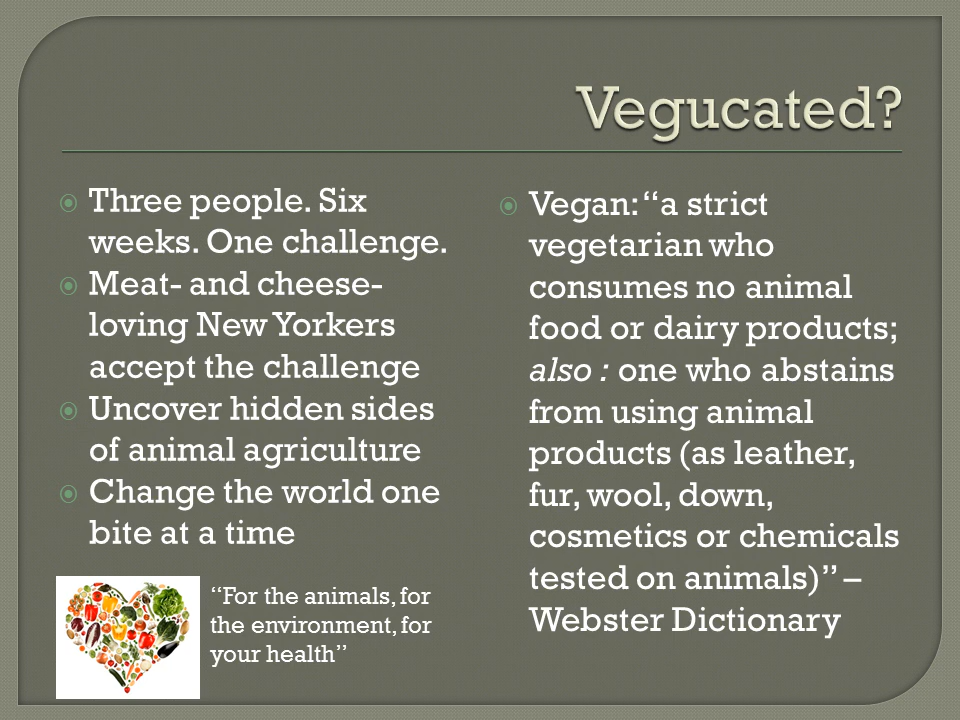 Vegucated?
Three people. Six
weeks. One challenge.
Meat- and cheese-
loving New Yorkers
accept the challenge
Uncover hidden sides
of animal agriculture
Change the world one
bite at a time
“For the animals, for
the environment, for
your health”
Vegan: “a strict
vegetarian who
consumes no animal
food or dairy products;
also : one who abstains
from using animal
products (as leather,
fur, wool, down,
cosmetics or chemicals
tested on animals)” –
Webster Dictionary